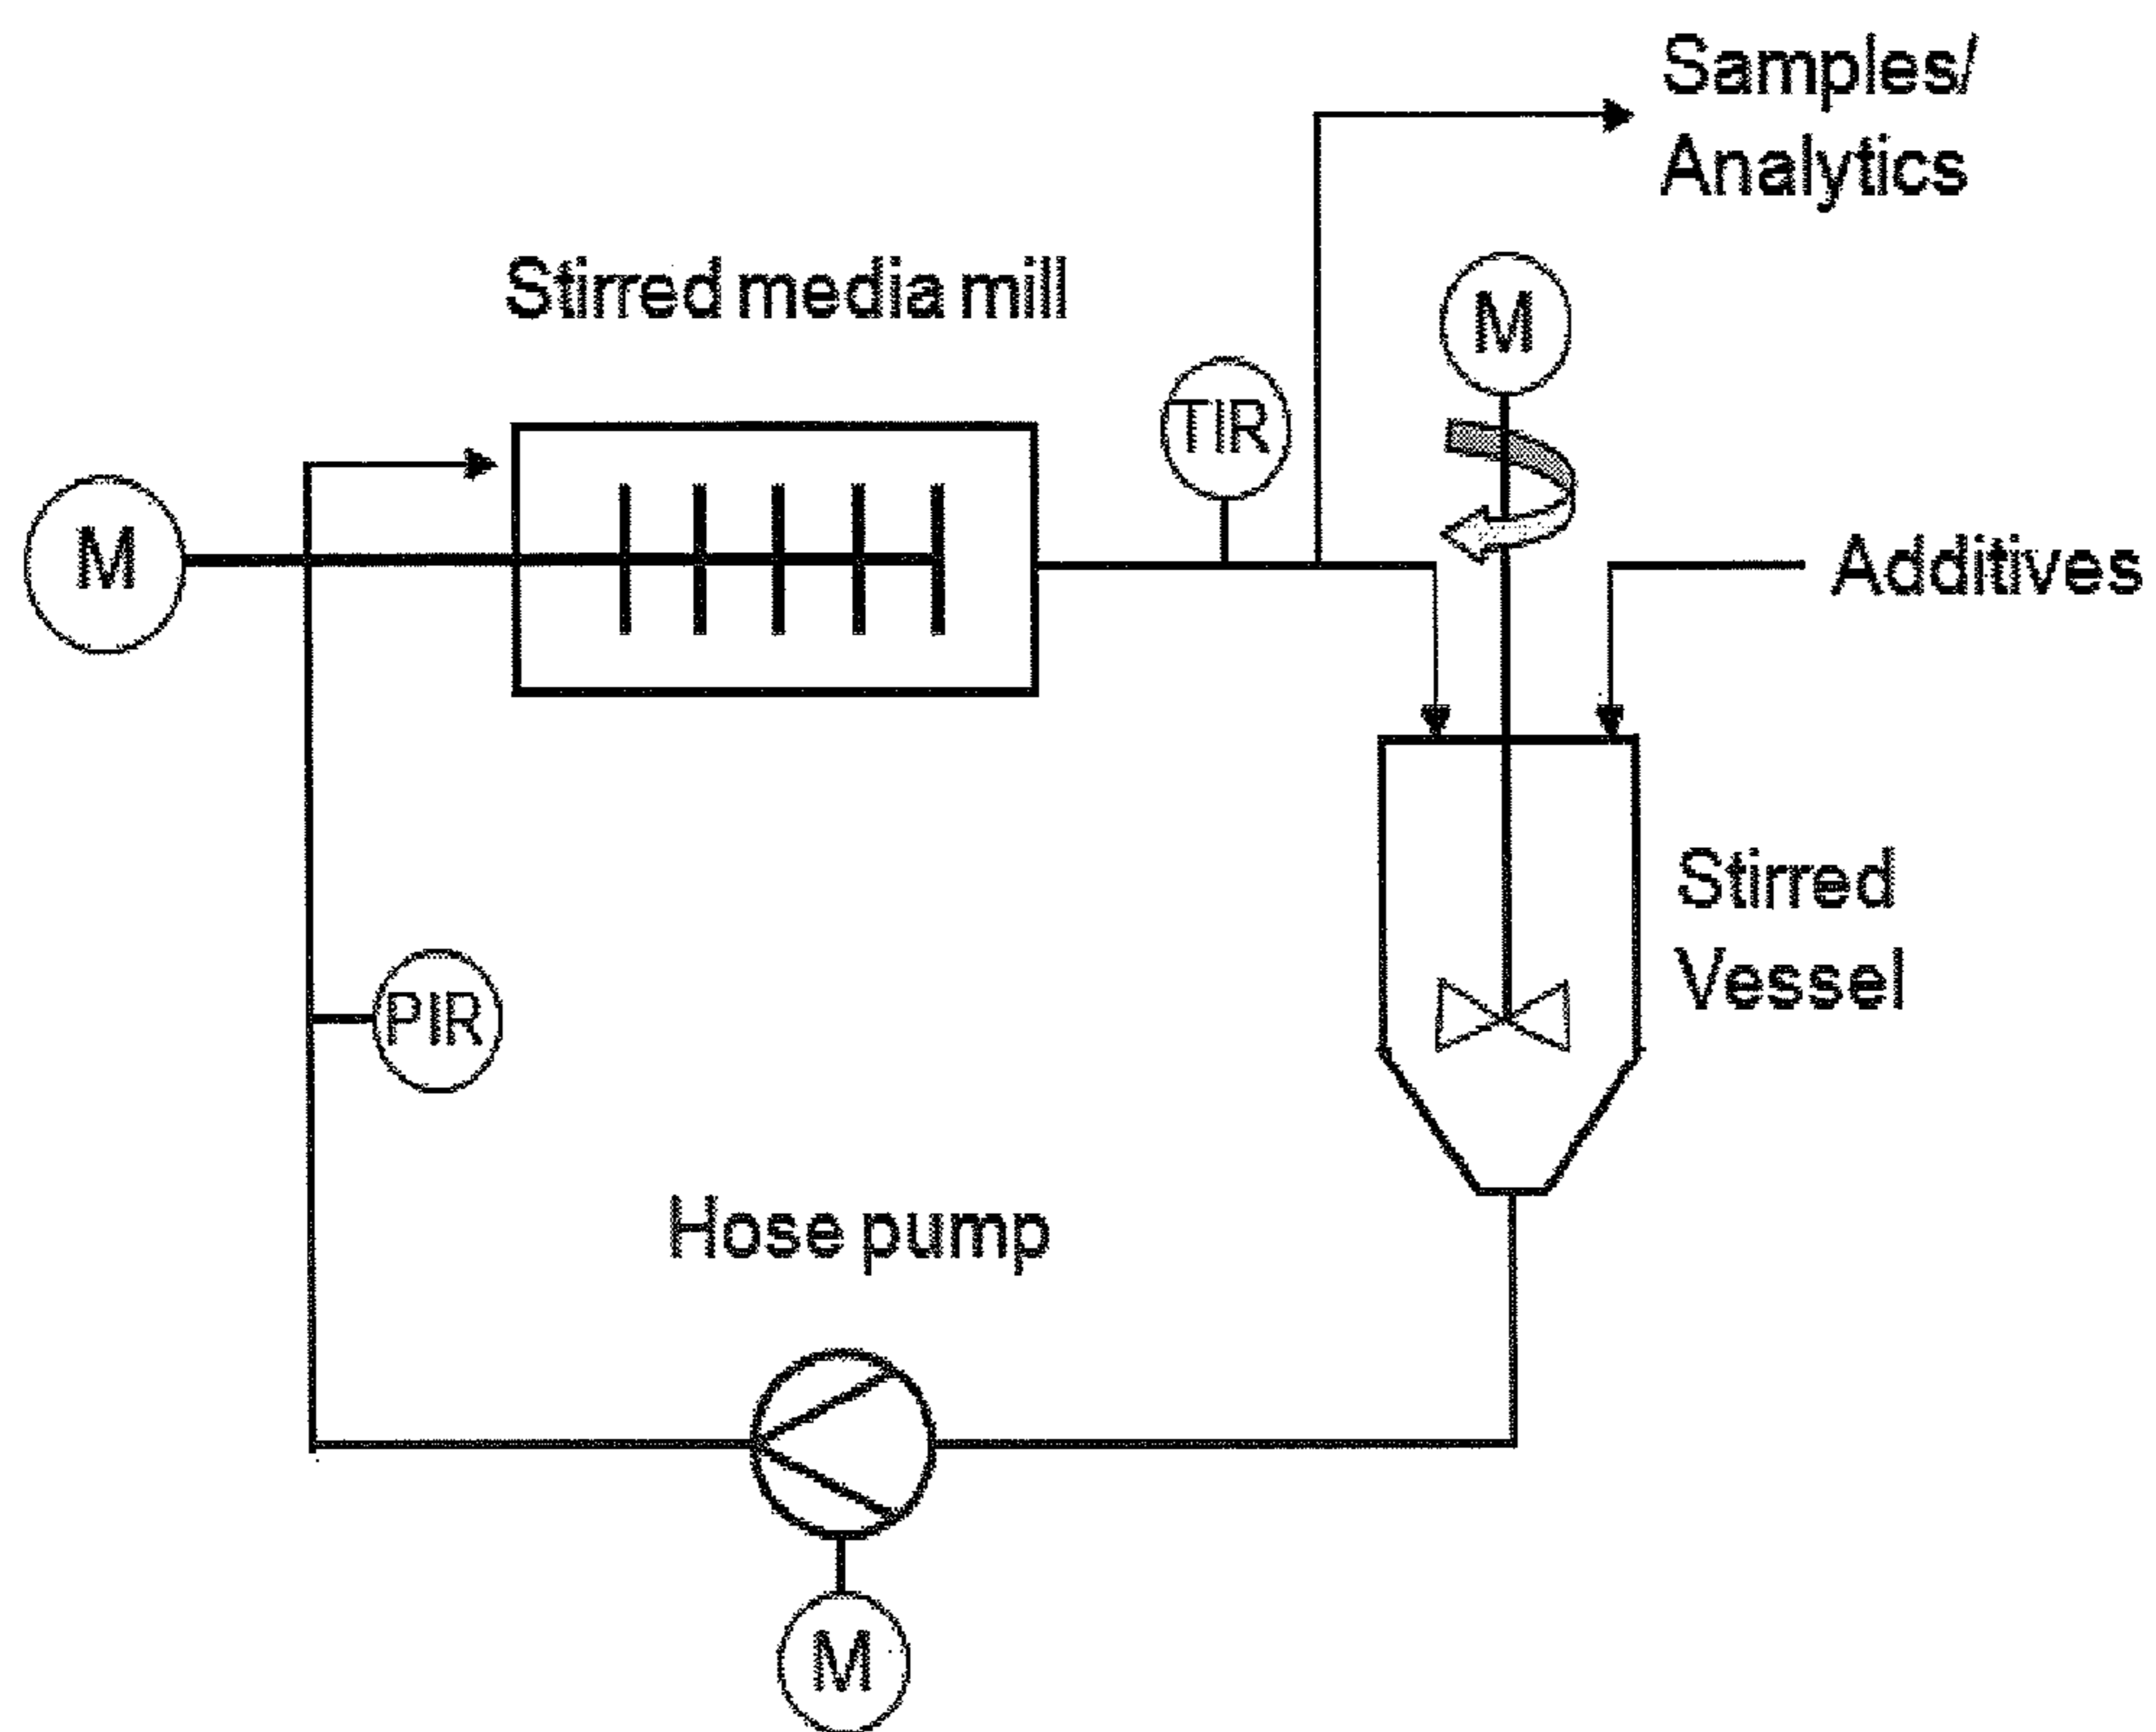 Samples/
Analytics
Stirred media mill
M
TIR
M
Additives
Stirred
Vessel
PIR
Hose pump
M